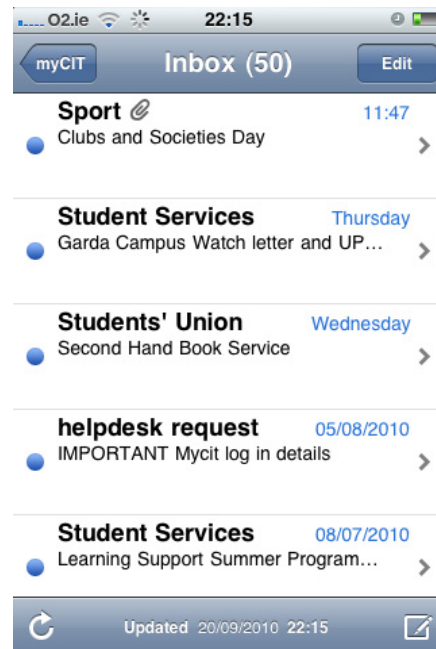 O2.ie 22:15
myCIT Inbox (50) Edit
Sport 11:47
Clubs and Societies Day
Student Services Thursday
Garda Campus Watch letter and UP...
Students' Union Wednesday
Second Hand Book Service
helpdesk request 05/08/2010
IMPORTANT Mycit log in details
Student Services 08/07/2010
Learning Support Summer Program...
Updated 20/09/2010 22:15